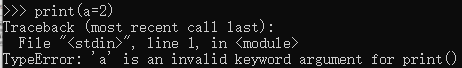 >>> print(a=2)
Traceback (most recent call last):
  File "<stdin>", line 1, in <module>
TypeError: 'a' is an invalid keyword argument for print()